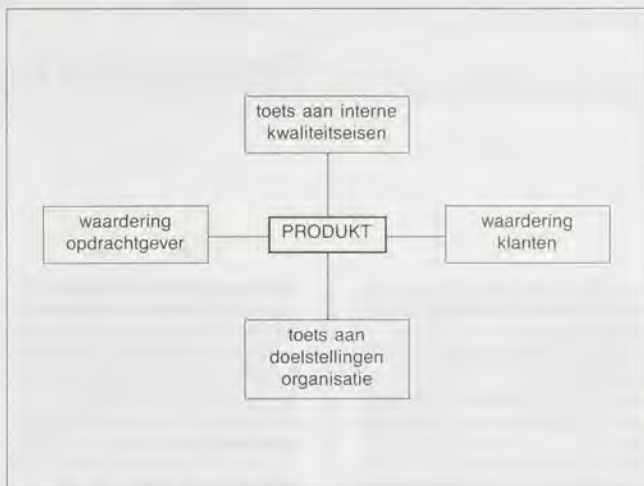 toets aan interne
kwaliteitseisen
waardering
opdrachtgever
PRODUKT
waardering
klanten
toets aan
doelstellingen
organisatie